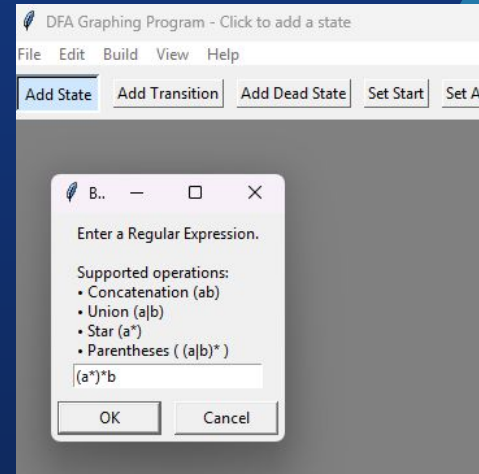 DFA Graphing Program - Click to add a state
File Edit Build View Help
Add State Add Transition Add Dead State Set Start Set A
B..
Enter a Regular Expression.
Supported operations:
• Concatenation (ab)
• Union (a|b)
• Star (a*)
• Parentheses ( (a|b)* )
(a*)*b
OK Cancel